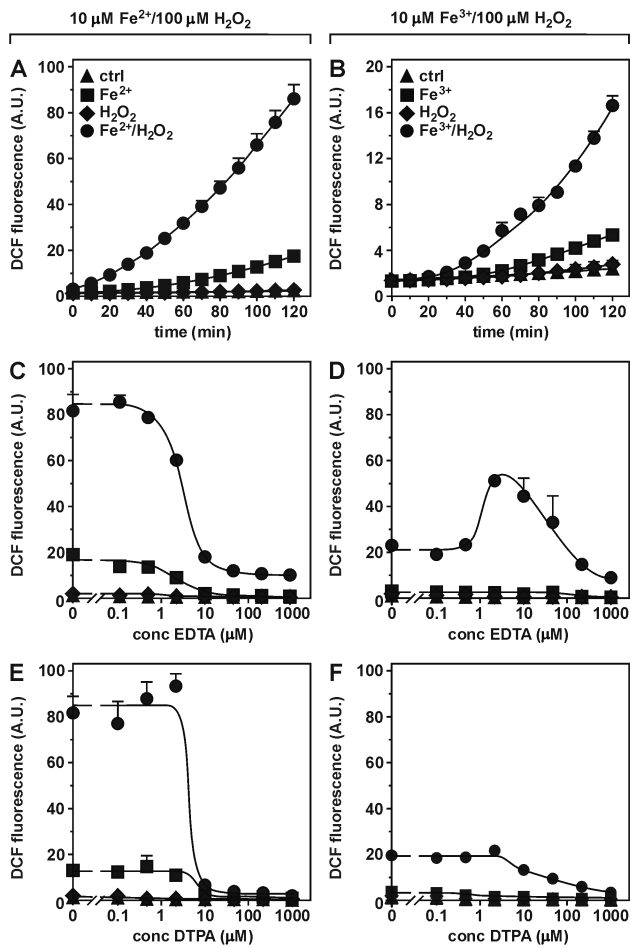 10 µM Fe²⁺/100 µM H₂O₂
10 µM Fe³⁺/100 µM H₂O₂
A
DCF fluorescence (A.U.)
100
80
60
40
20
0
ctrl
Fe²⁺
H₂O₂
Fe²⁺/H₂O₂
0 20 40 60 80 100 120
time (min)
B
DCF fluorescence (A.U.)
20
16
12
8
4
0
ctrl
Fe³⁺
H₂O₂
Fe³⁺/H₂O₂
0 20 40 60 80 100 120
time (min)
C
DCF fluorescence (A.U.)
100
80
60
40
20
0
0 0.1 1 10 100 1000
conc EDTA (µM)
D
DCF fluorescence (A.U.)
100
80
60
40
20
0
0 0.1 1 10 100 1000
conc EDTA (µM)
E
DCF fluorescence (A.U.)
100
80
60
40
20
0
0 0.1 1 10 100 1000
conc DTPA (µM)
F
DCF fluorescence (A.U.)
100
80
60
40
20
0
0 0.1 1 10 100 1000
conc DTPA (µM)